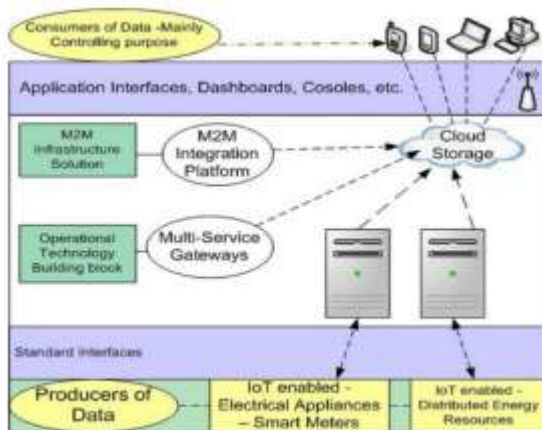 Consumers of Data -Mainly
Controlling purpose
Application Interfaces, Dashboards, Cosoles, etc.
M2M
Infrastructure
Solution
M2M
Integration
Platform
Cloud
Storage
Operational
Technology
Building block
Multi-Service
Gateways
Standard Interfaces
Producers of
Data
IoT enabled -
Electrical Appliances
– Smart Meters
IoT enabled -
Distributed Energy
Resources